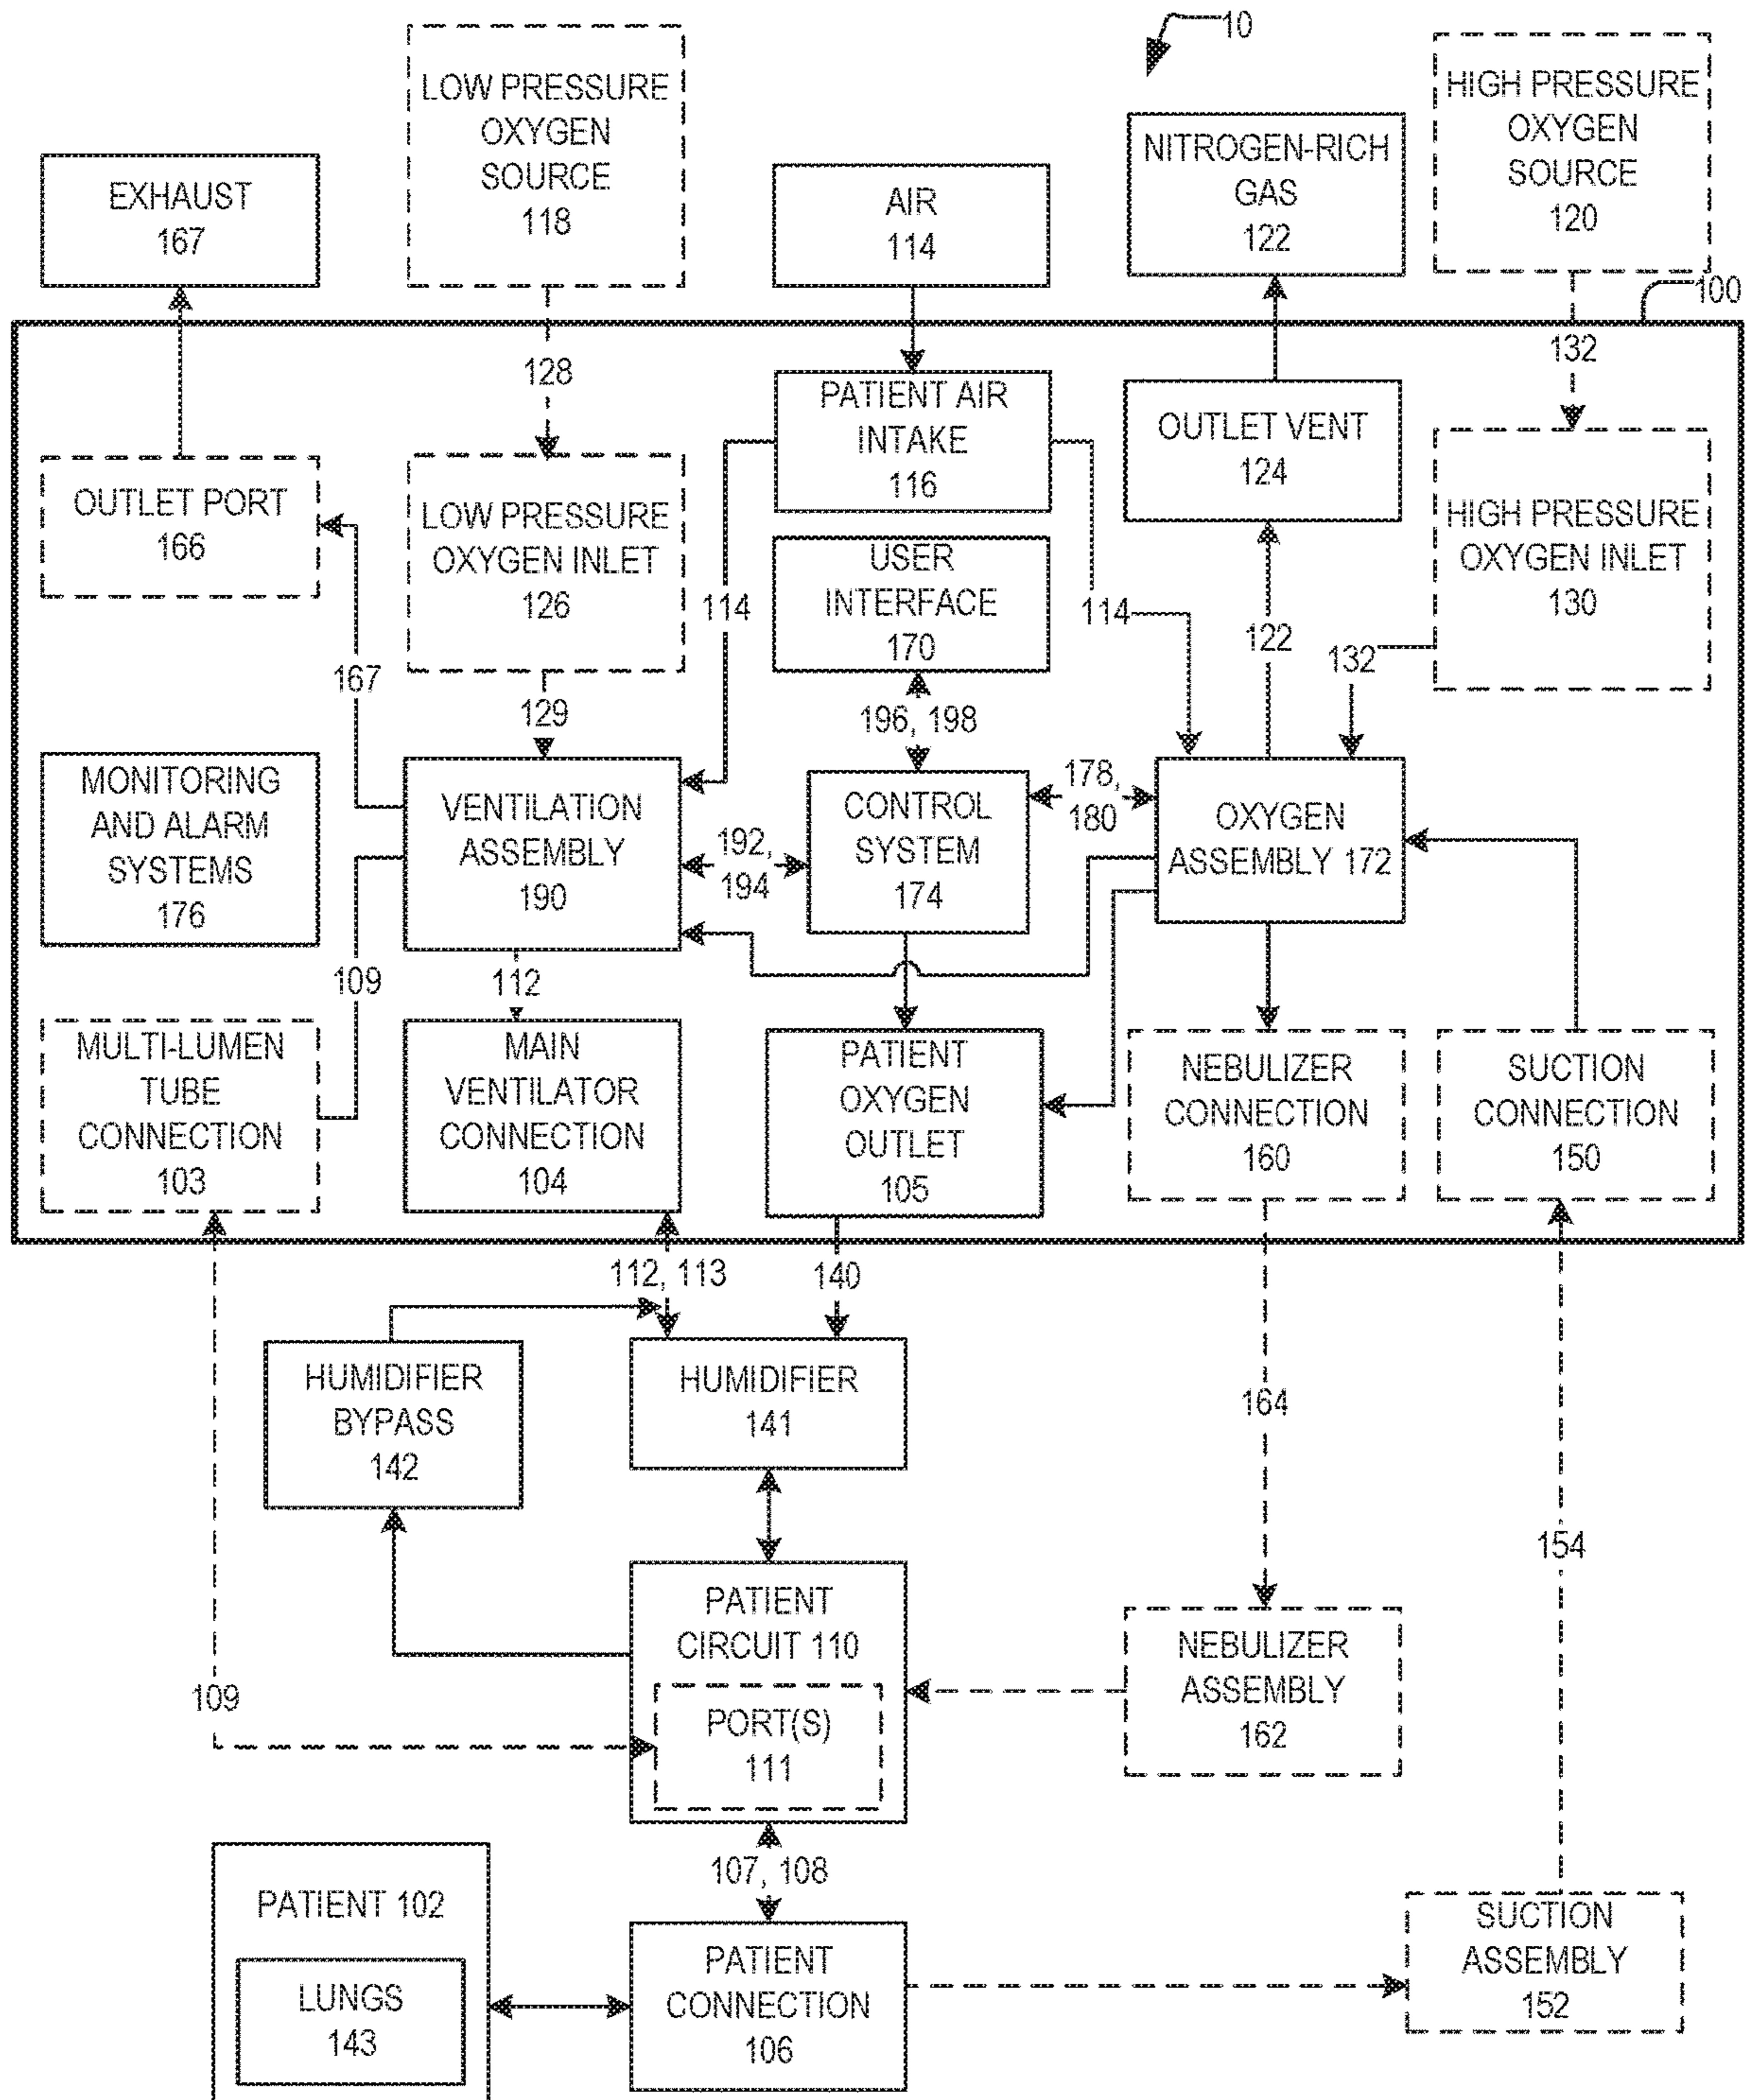 10
LOW PRESSURE
OXYGEN
SOURCE
118
HIGH PRESSURE
OXYGEN
SOURCE
120
EXHAUST
167
AIR
114
NITROGEN-RICH
GAS
122
100
128
132
PATIENT AIR
INTAKE
116
OUTLET VENT
124
OUTLET PORT
166
LOW PRESSURE
OXYGEN INLET
126
HIGH PRESSURE
OXYGEN INLET
130
USER
INTERFACE
170
114
114
122
132
167
129
196, 198
MONITORING
AND ALARM
SYSTEMS
176
VENTILATION
ASSEMBLY
190
192,
194
CONTROL
SYSTEM
174
178,
180
OXYGEN
ASSEMBLY 172
109
112
MULTI-LUMEN
TUBE
CONNECTION
103
MAIN
VENTILATOR
CONNECTION
104
PATIENT
OXYGEN
OUTLET
105
NEBULIZER
CONNECTION
160
SUCTION
CONNECTION
150
112, 113
140
HUMIDIFIER
BYPASS
142
HUMIDIFIER
141
164
154
PATIENT
CIRCUIT 110
PORT(S)
111
NEBULIZER
ASSEMBLY
162
109
107, 108
PATIENT 102
LUNGS
143
PATIENT
CONNECTION
106
SUCTION
ASSEMBLY
152